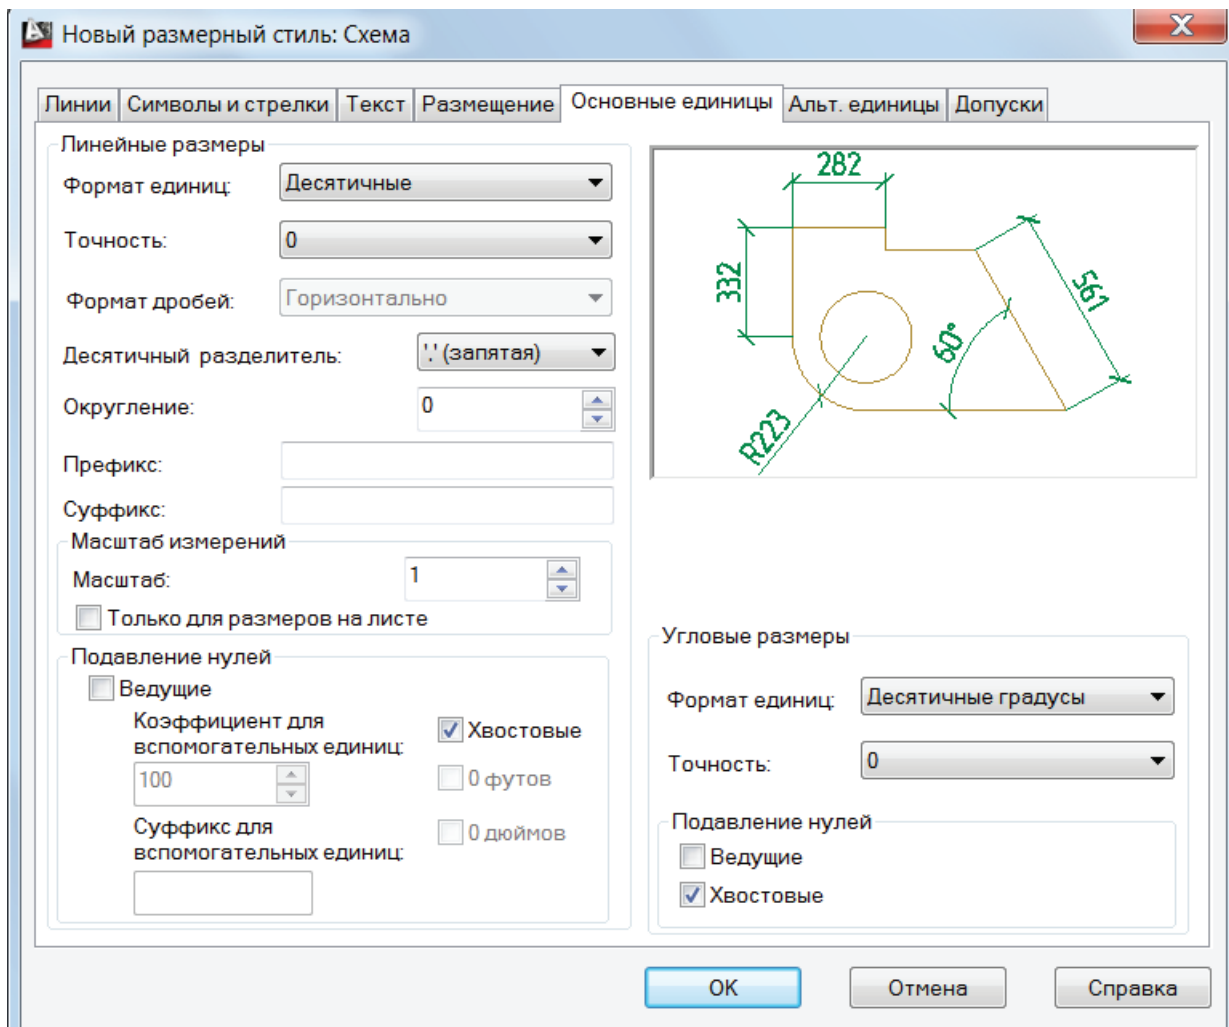 Новый размерный стиль: Схема
Линии Символы и стрелки Текст Размещение Основные единицы Альт. единицы Допуски
Линейные размеры
Формат единиц: Десятичные
Точность: 0
Формат дробей: Горизонтально
Десятичный разделитель: ',' (запятая)
Округление: 0
Префикс:
Суффикс:
Масштаб измерений
Масштаб: 1
Только для размеров на листе
Подавление нулей
Ведущие
Коэффициент для
вспомогательных единиц:
100
Суффикс для
вспомогательных единиц:
Хвостовые
0 футов
0 дюймов
282
332
561
60°
R223
Угловые размеры
Формат единиц: Десятичные градусы
Точность: 0
Подавление нулей
Ведущие
Хвостовые
OK Отмена Справка